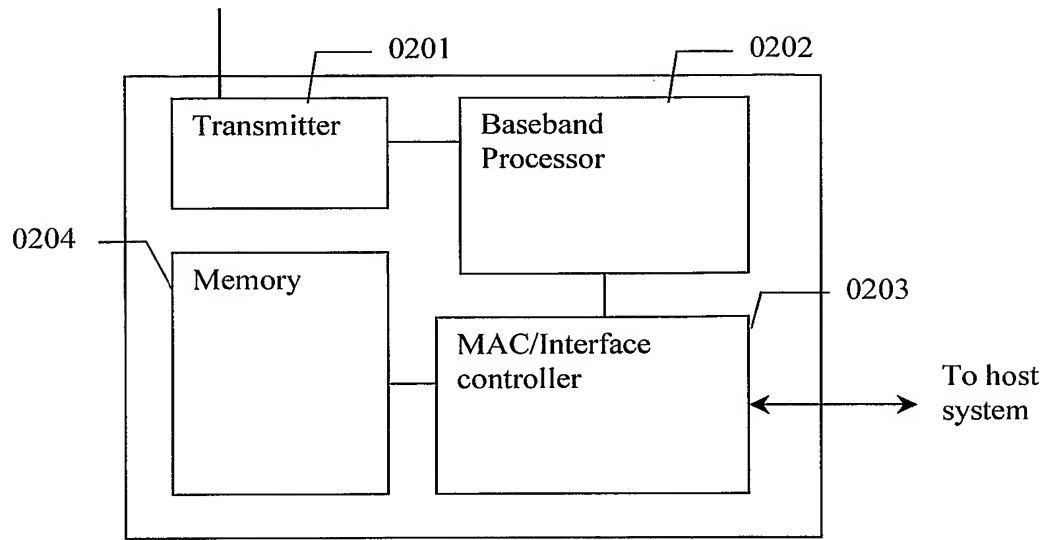 0201
0202
Transmitter
Baseband
Processor
0204
Memory
0203
MAC/Interface
controller
To host
system